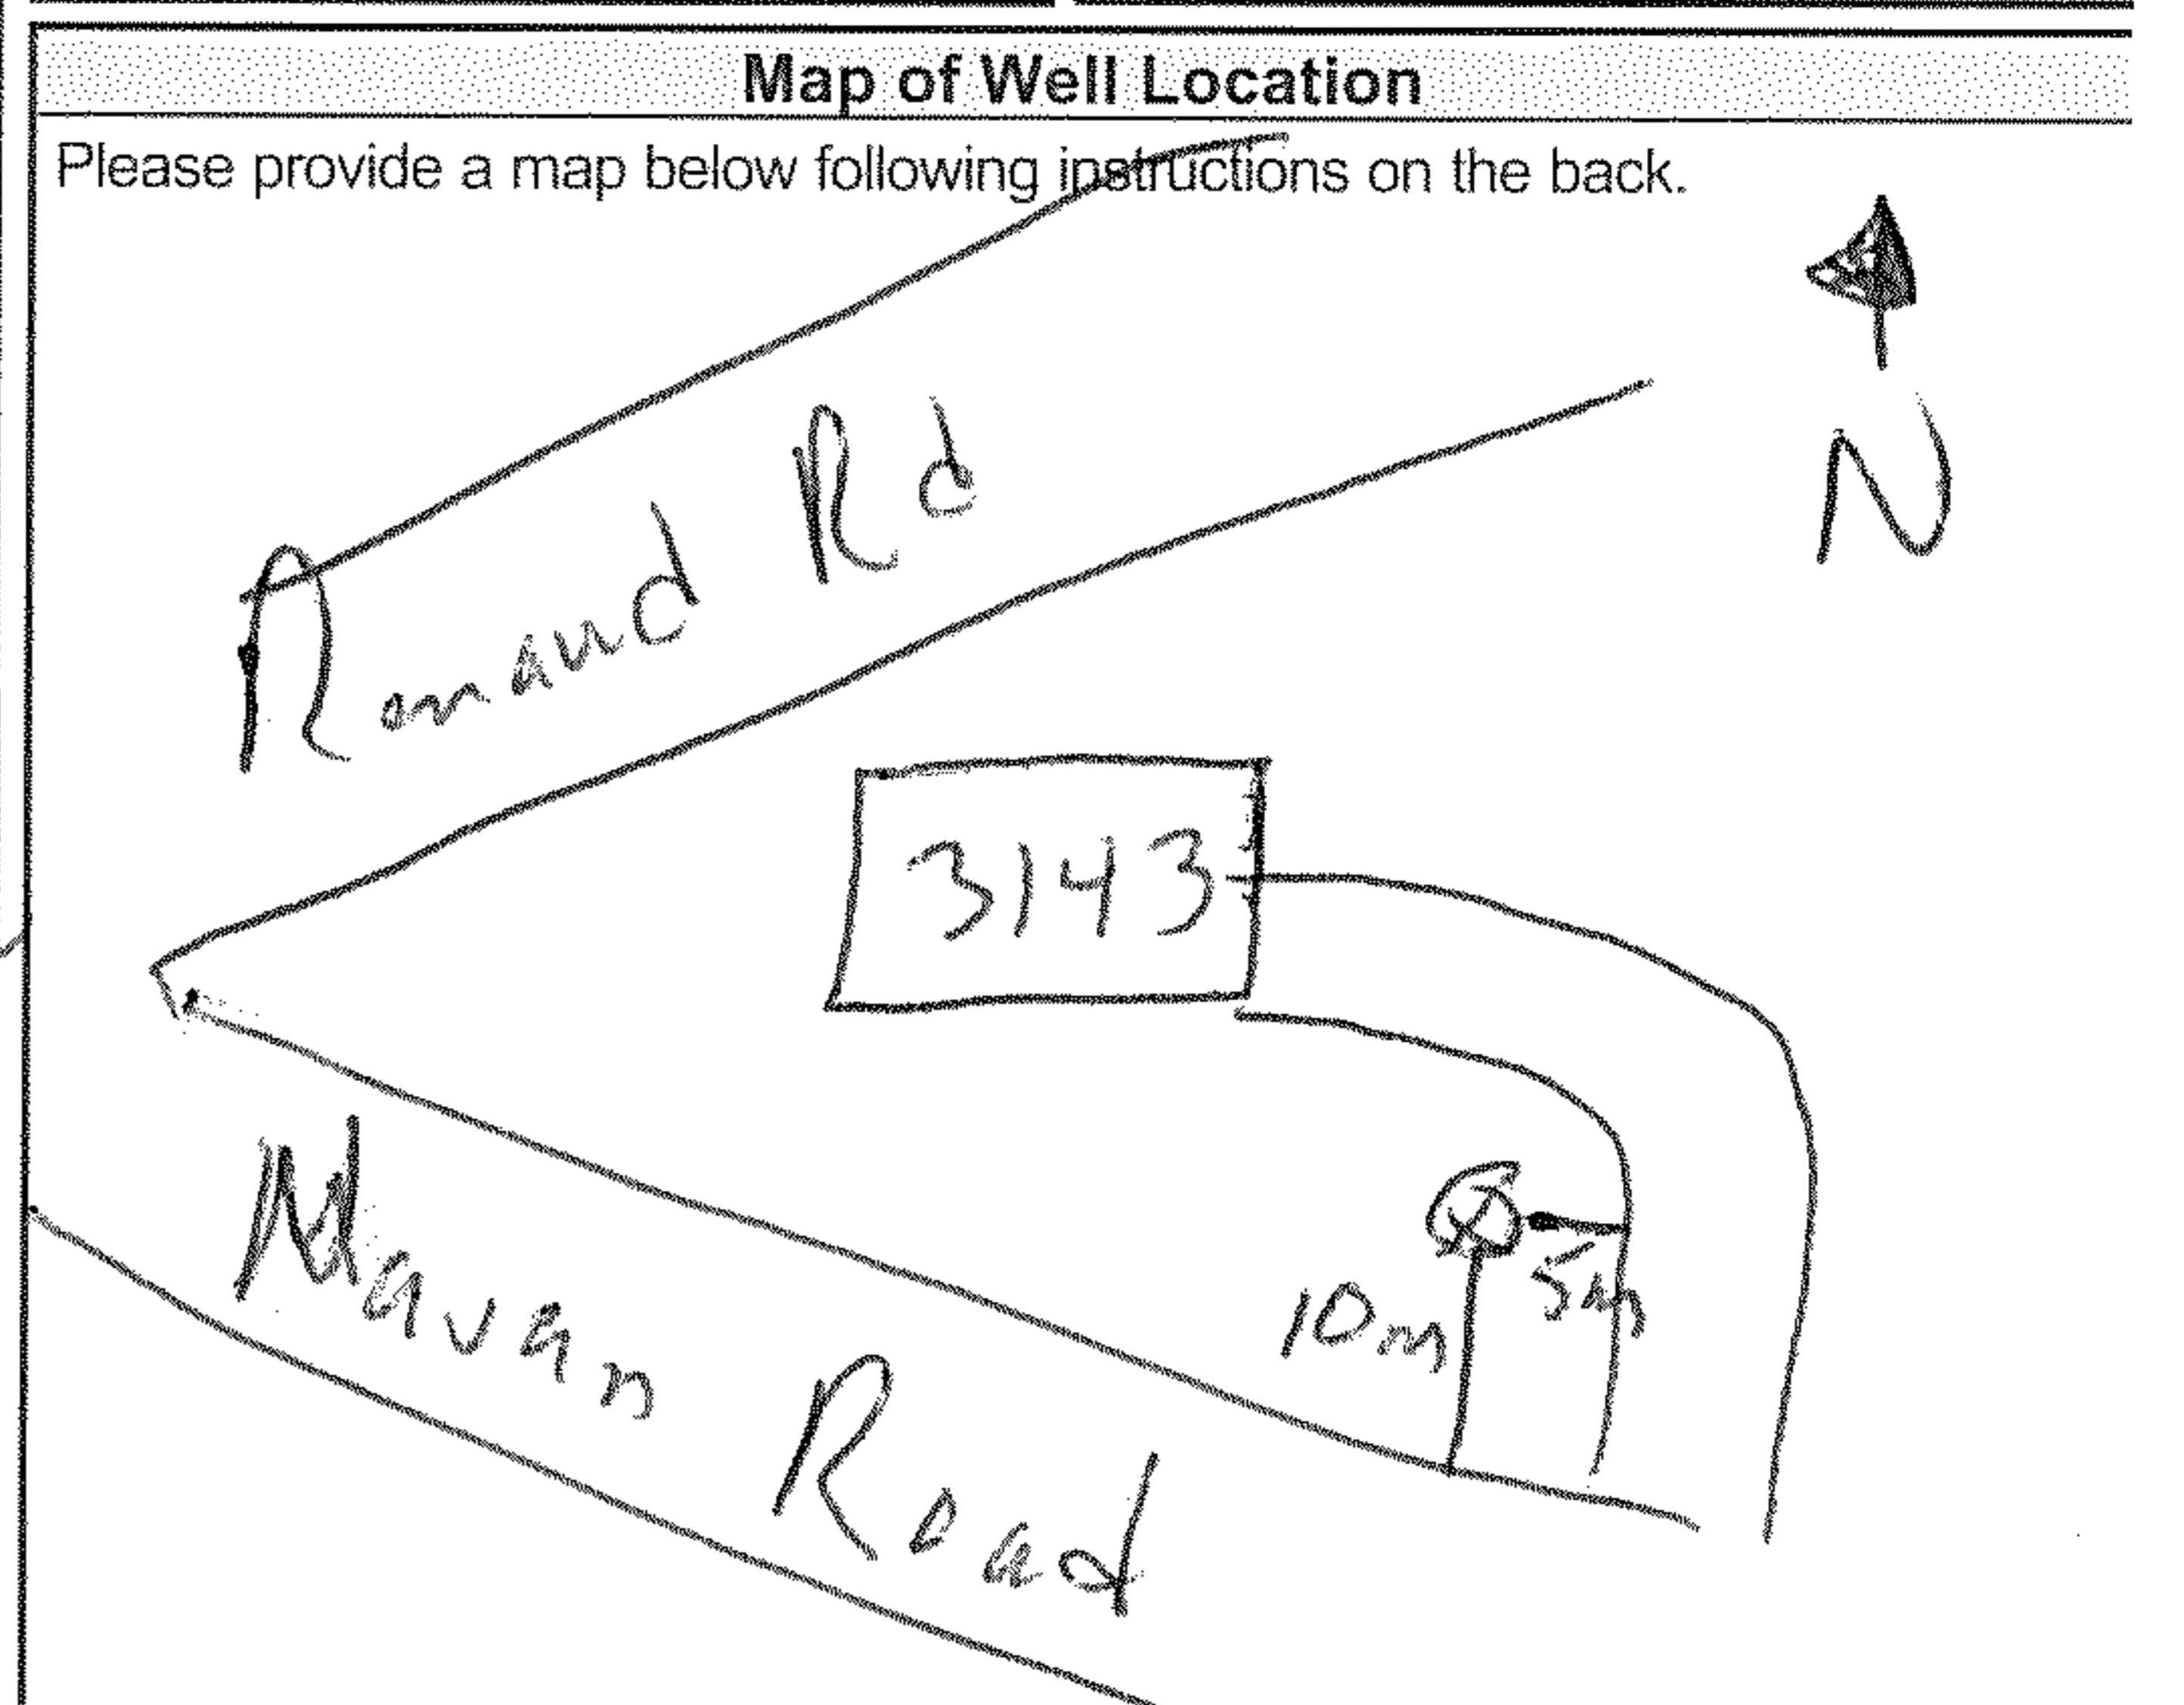 Map of Well Location
Please provide a map below following instructions on the back.
N
Romand Rd
3143
5m
10m
Mavan Road